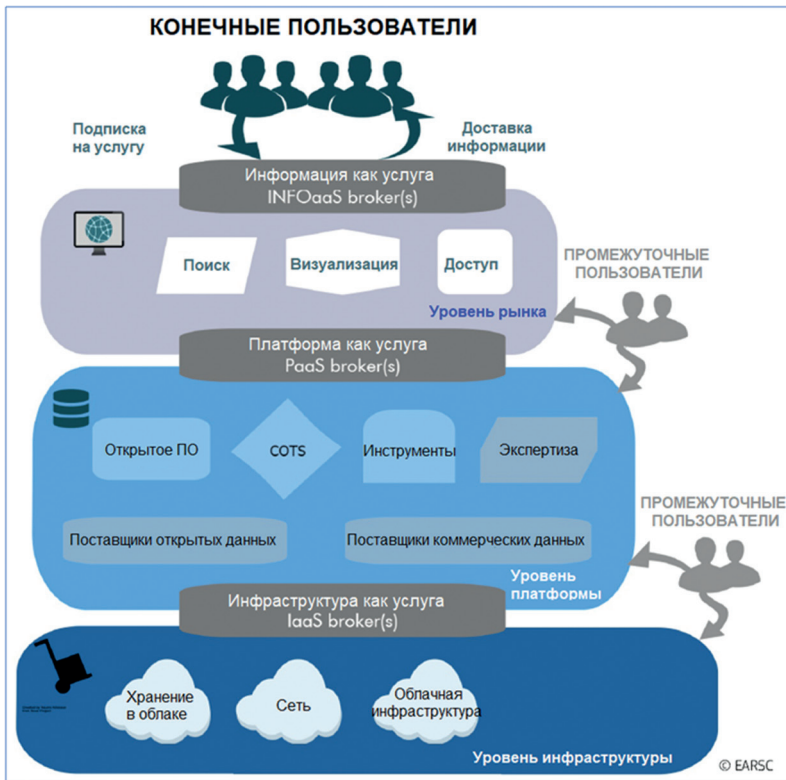 КОНЕЧНЫЕ ПОЛЬЗОВАТЕЛИ
Подписка
на услугу
Доставка
информации
Информация как услуга
INFOaaS broker(s)
Поиск
Визуализация
Доступ
Уровень рынка
ПРОМЕЖУТОЧНЫЕ
ПОЛЬЗОВАТЕЛИ
Платформа как услуга
PaaS broker(s)
Открытое ПО
COTS
Инструменты
Экспертиза
Поставщики открытых данных
Поставщики коммерческих данных
Уровень
платформы
ПРОМЕЖУТОЧНЫЕ
ПОЛЬЗОВАТЕЛИ
Инфраструктура как услуга
IaaS broker(s)
Хранение
в облаке
Сеть
Облачная
инфраструктура
Уровень инфраструктуры
© EARSC